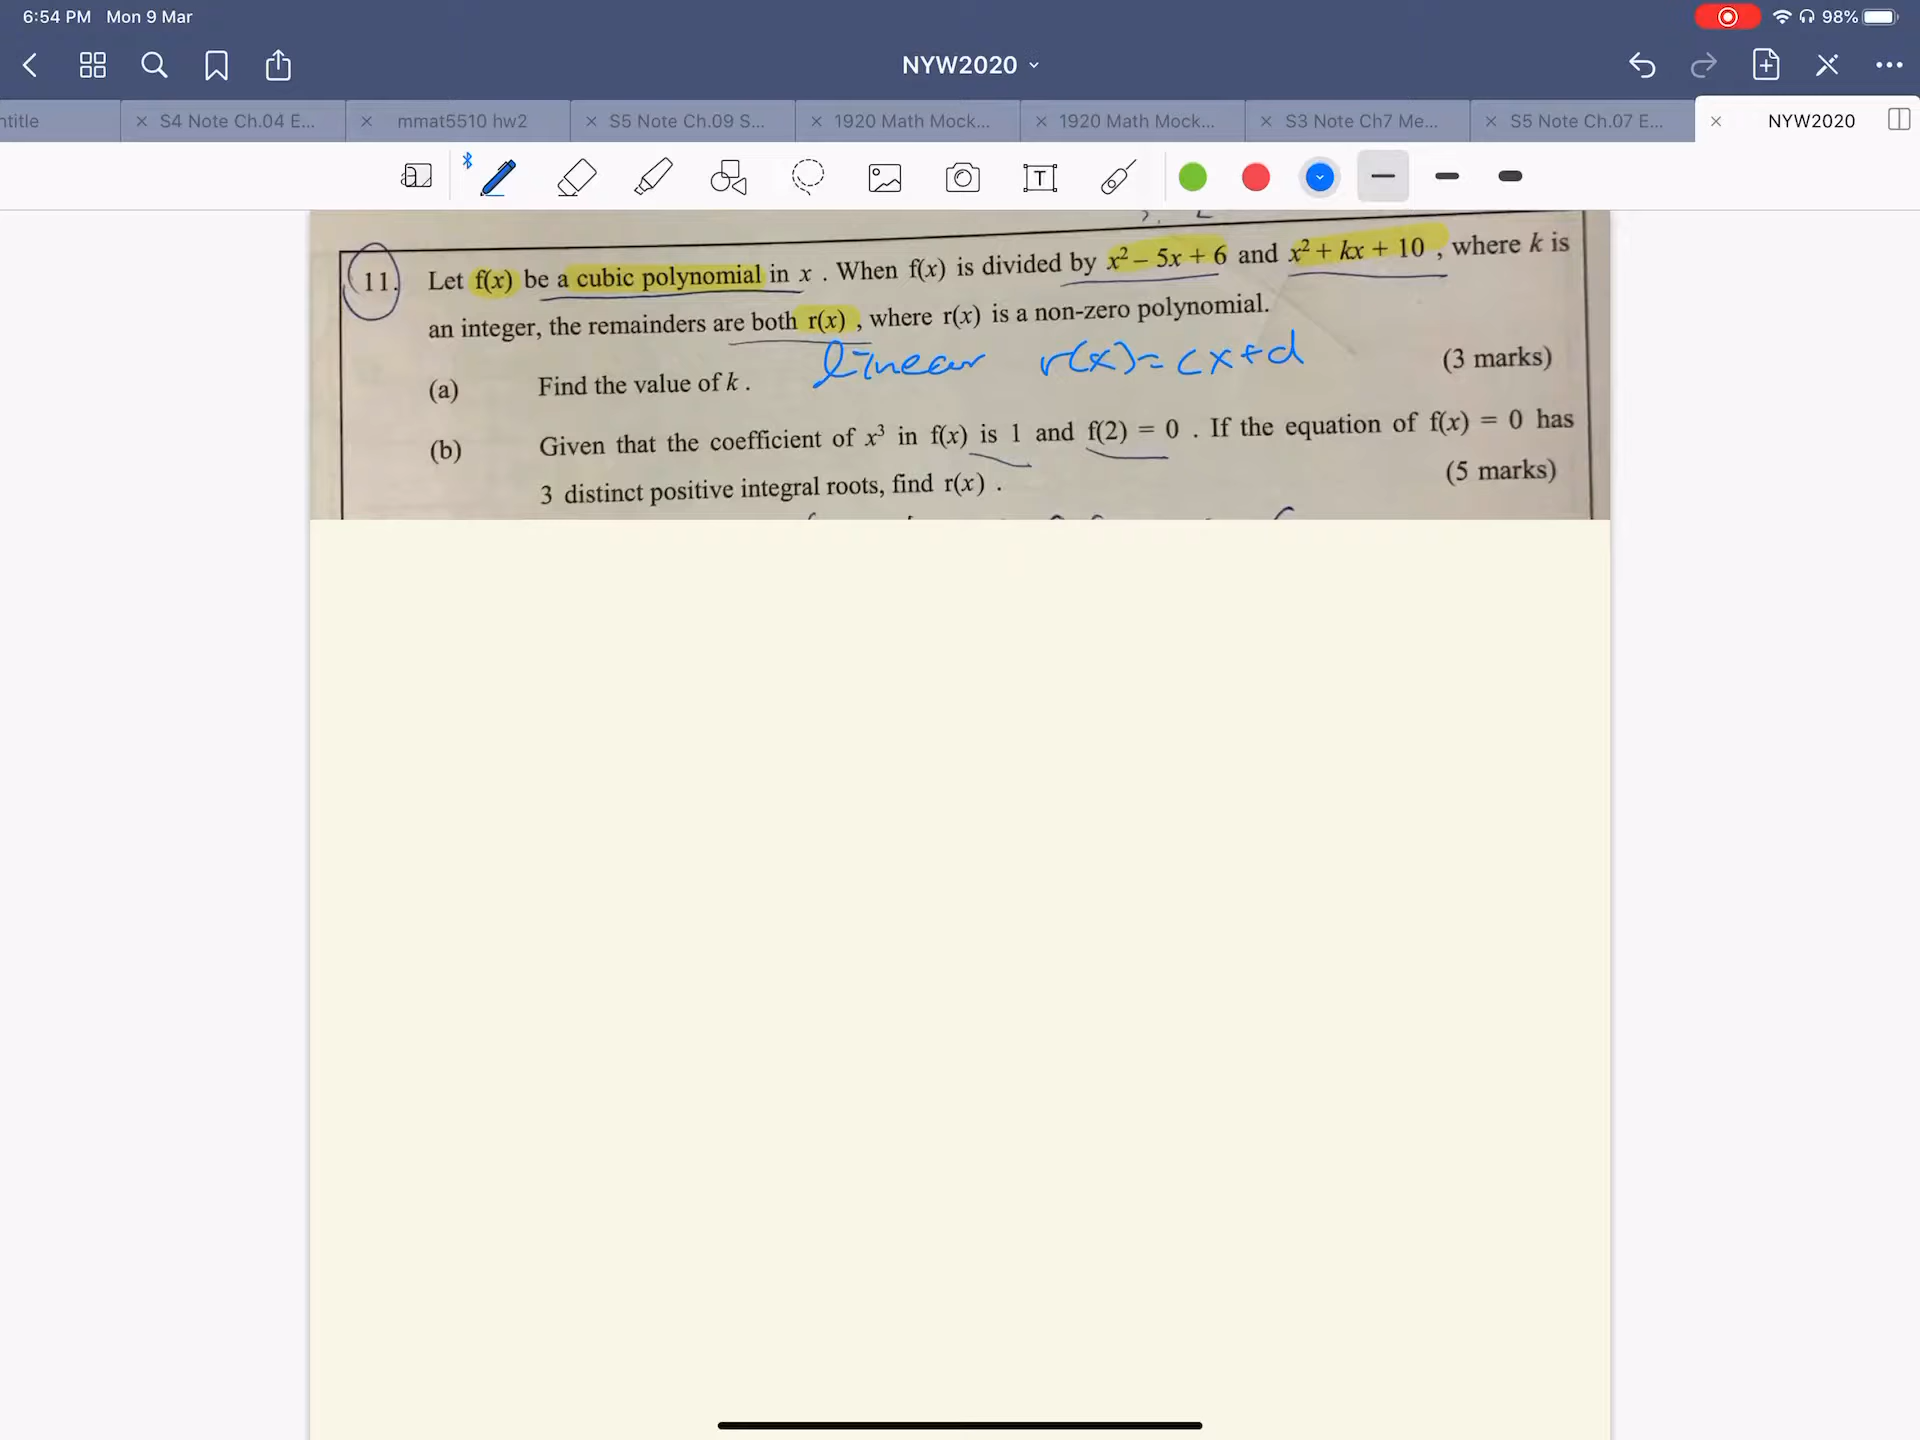 6:54 PM Mon 9 Mar
98%
NYW2020
ntitle
S4 Note Ch.04 E...
mmat5510 hw2
S5 Note Ch.09 S...
1920 Math Mock...
1920 Math Mock...
S3 Note Ch7 Me...
S5 Note Ch.07 E...
NYW2020
11. Let f(x) be a cubic polynomial in x . When f(x) is divided by x² – 5x + 6 and x² + kx + 10 , where k is
an integer, the remainders are both r(x) , where r(x) is a non-zero polynomial.
linear r(x) = cx+d
(a) Find the value of k . (3 marks)
(b) Given that the coefficient of x³ in f(x) is 1 and f(2) = 0 . If the equation of f(x) = 0 has
3 distinct positive integral roots, find r(x) . (5 marks)